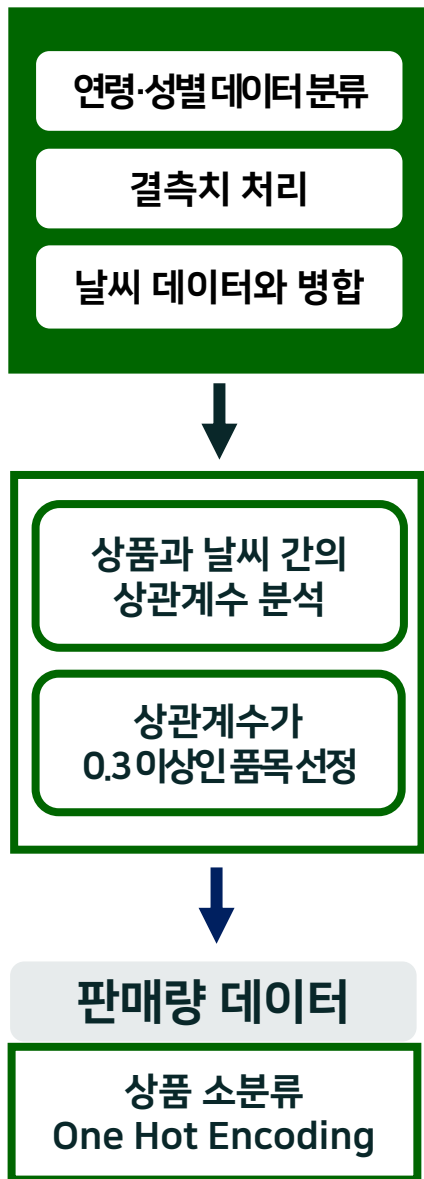 연령·성별 데이터 분류
결측치 처리
날씨 데이터와 병합
상품과 날씨 간의
상관계수 분석
상관계수가
0.3 이상인 품목 선정
판매량 데이터
상품 소분류
One Hot Encoding